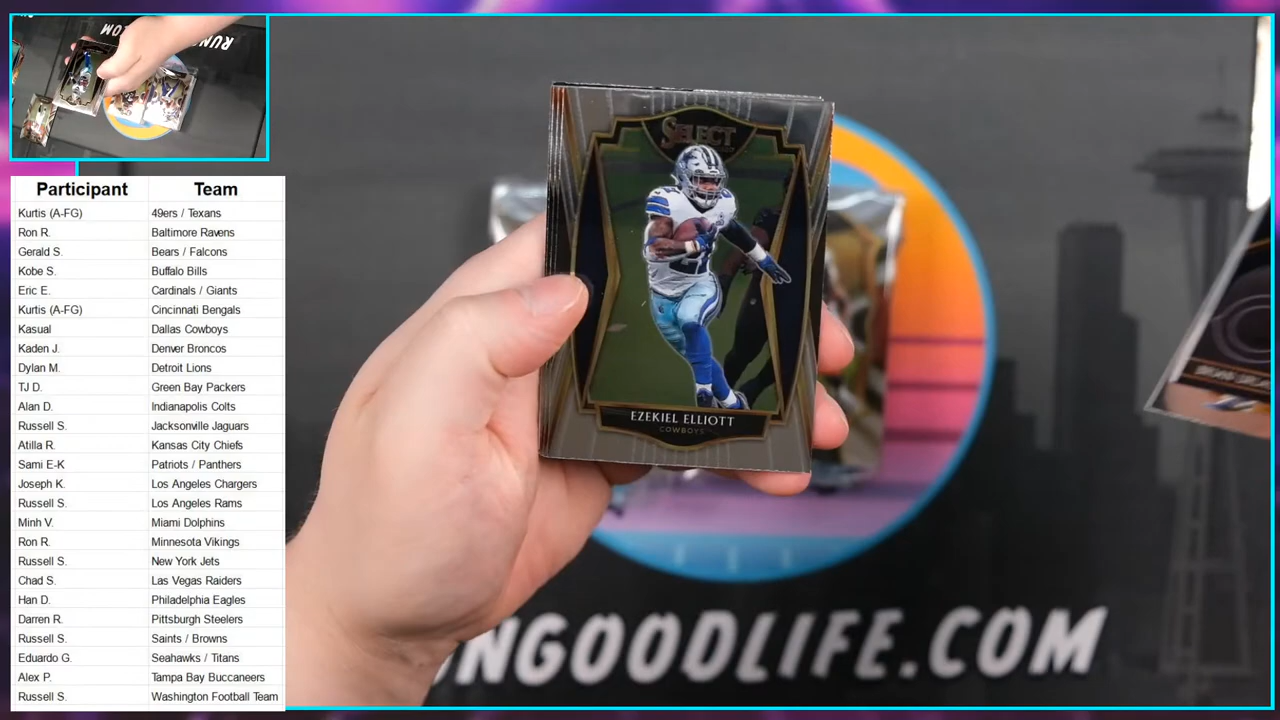 MOM
RUN
Participant Team
Kurtis (A-FG) 49ers / Texans
Ron R. Baltimore Ravens
Gerald S. Bears / Falcons
Kobe S. Buffalo Bills
Eric E. Cardinals / Giants
Kurtis (A-FG) Cincinnati Bengals
Kasual Dallas Cowboys
Kaden J. Denver Broncos
Dylan M. Detroit Lions
TJ D. Green Bay Packers
Alan D. Indianapolis Colts
Russell S. Jacksonville Jaguars
Atilla R. Kansas City Chiefs
Sami E-K Patriots / Panthers
Joseph K. Los Angeles Chargers
Russell S. Los Angeles Rams
Minh V. Miami Dolphins
Ron R. Minnesota Vikings
Russell S. New York Jets
Chad S. Las Vegas Raiders
Han D. Philadelphia Eagles
Darren R. Pittsburgh Steelers
Russell S. Saints / Browns
Eduardo G. Seahawks / Titans
Alex P. Tampa Bay Buccaneers
Russell S. Washington Football Team
SELECT
EZEKIEL ELLIOTT
COWBOYS
UNGOODLIFE.COM